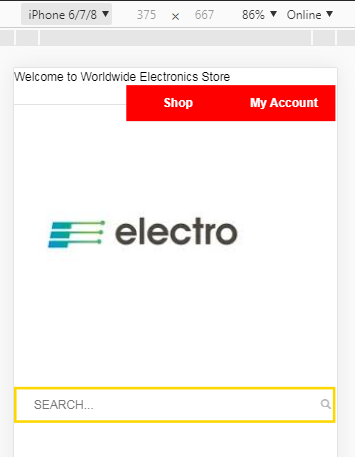 iPhone 6/7/8 ▼ 375 × 667 86% ▼ Online ▼
Welcome to Worldwide Electronics Store
Shop My Account
electro
SEARCH...